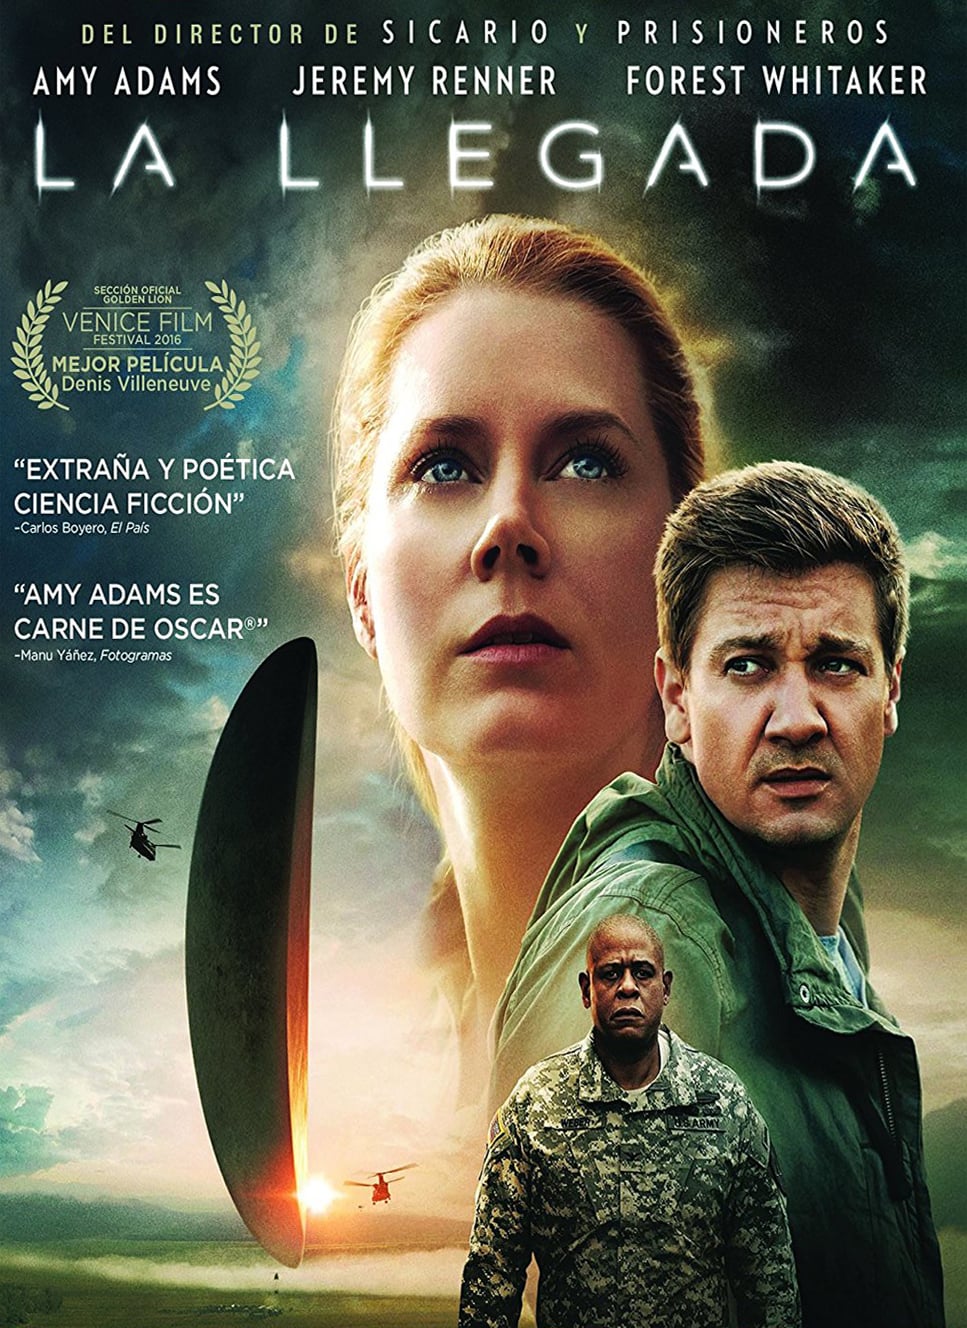 DEL DIRECTOR DE SICARIO Y PRISIONEROS
AMY ADAMS JEREMY RENNER FOREST WHITAKER
LA LLEGADA
SECCIÓN OFICIAL
GOLDEN LION
VENICE FILM
FESTIVAL 2016
MEJOR PELÍCULA
Denis Villeneuve
“EXTRAÑA Y POÉTICA
CIENCIA FICCIÓN”
-Carlos Boyero, El País
“AMY ADAMS ES
CARNE DE OSCAR®”
-Manu Yáñez, Fotogramas
WEBER U.S. ARMY